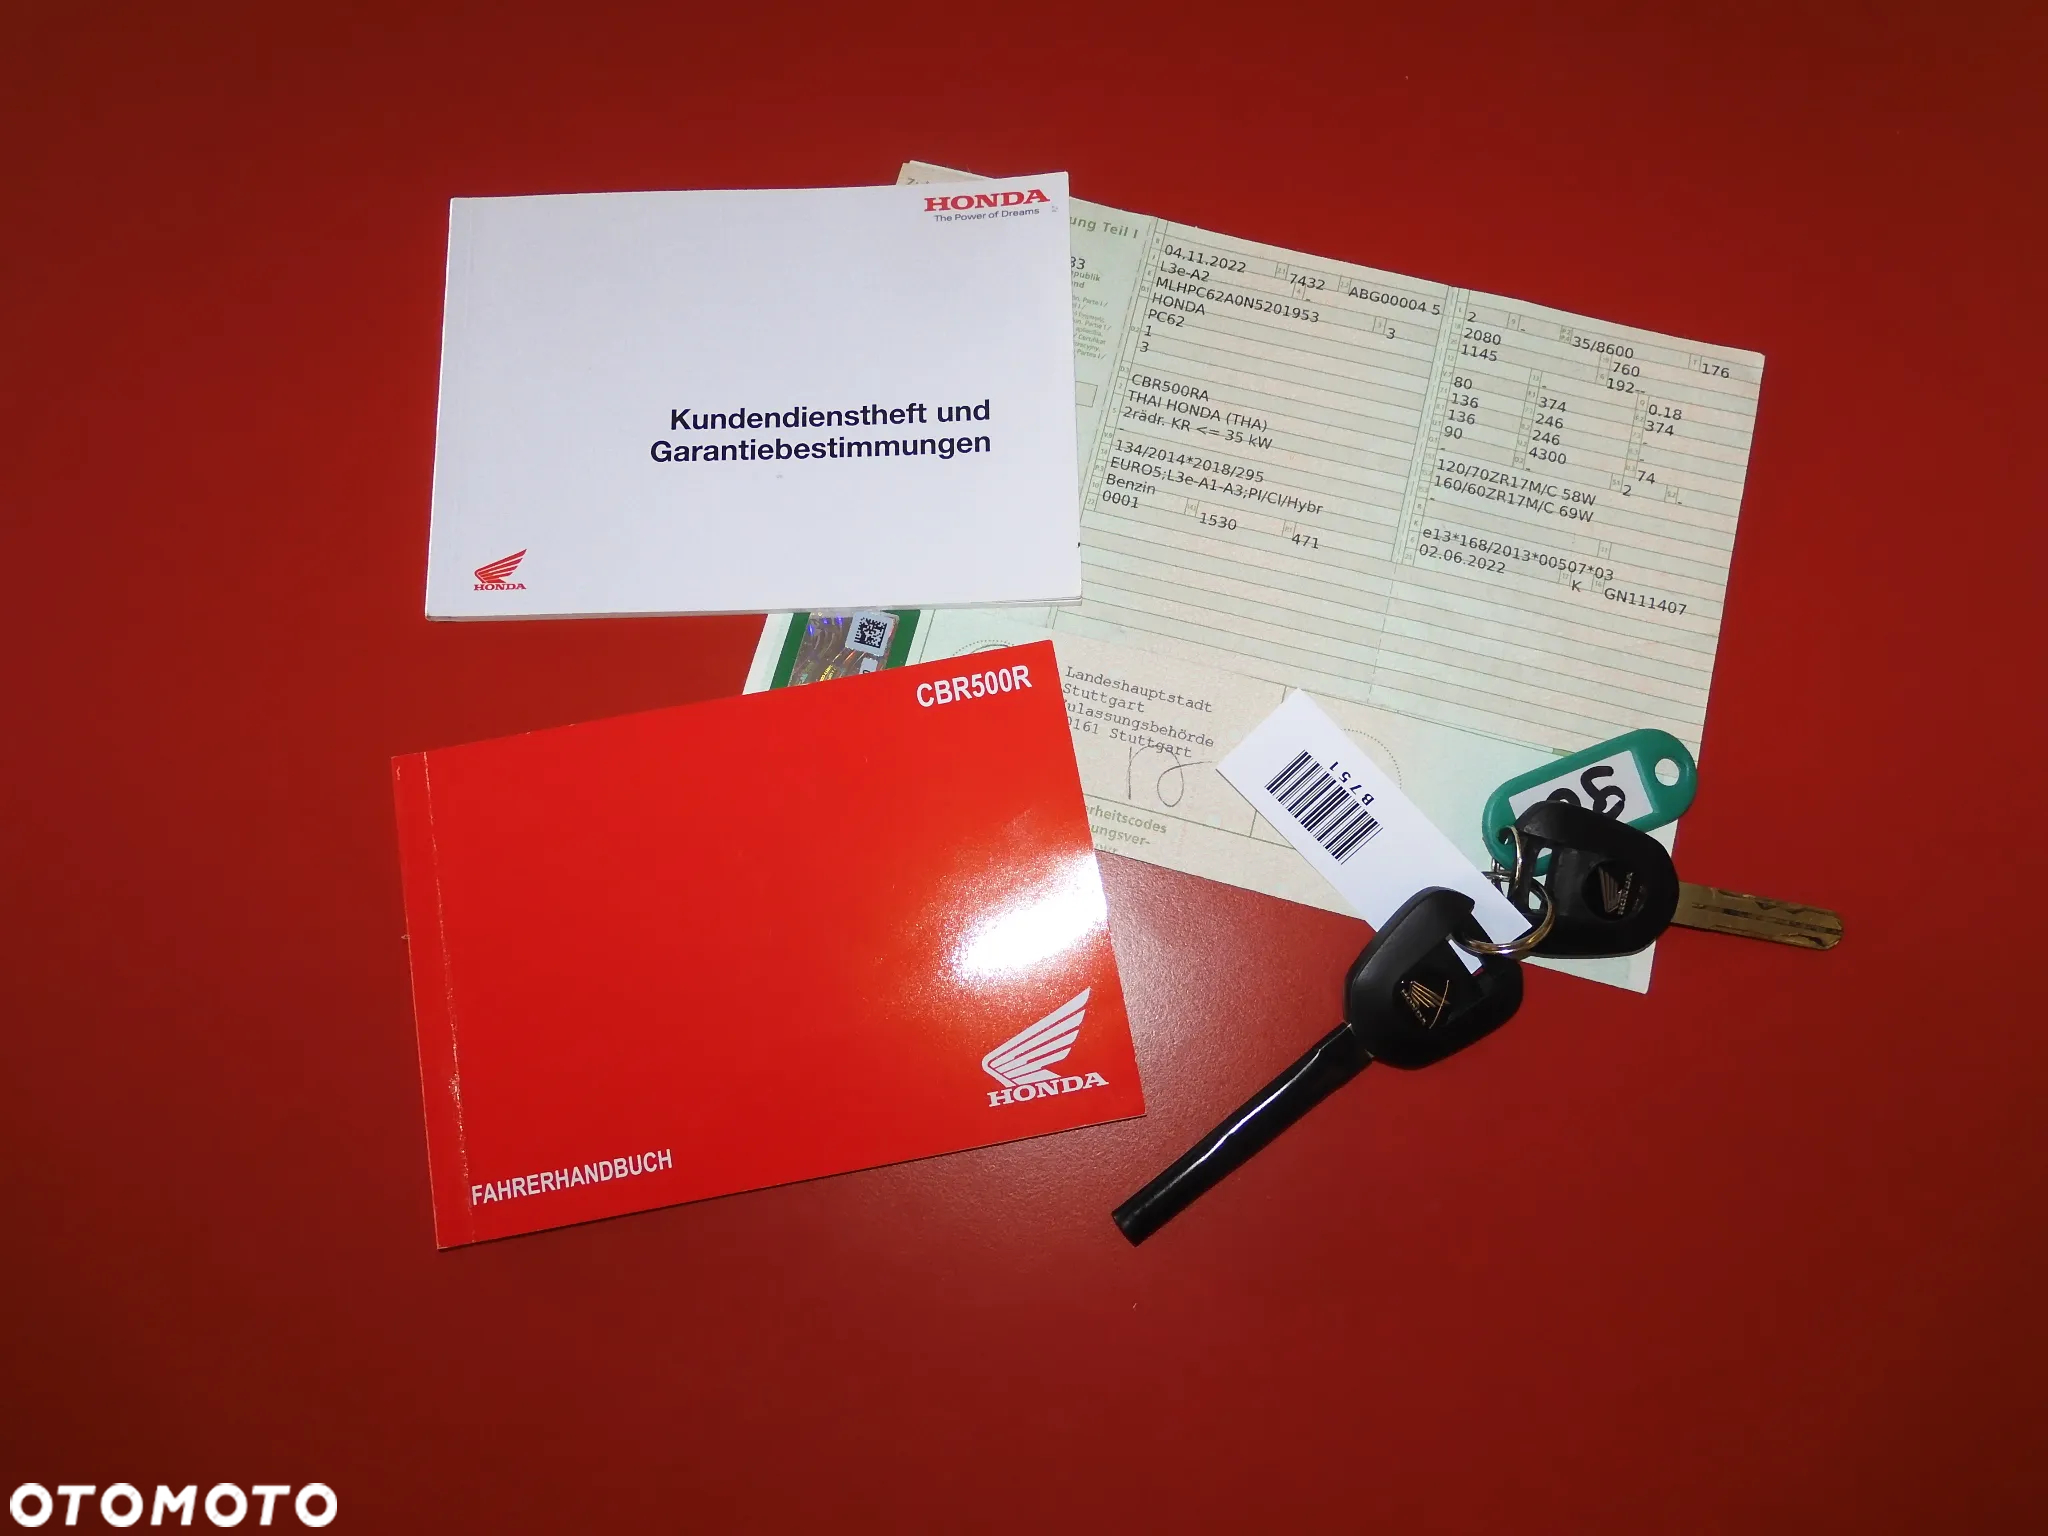 HONDA
The Power of Dreams
Kundendienstheft und
Garantiebestimmungen
HONDA
ung Teil I
04.11.2022 7432 ABG00004 5
L3e-A2 -
MLHPC62A0N5201953 3
HONDA
PC62
1
3
CBR500RA
THAI HONDA (THA)
2rädr. KR <= 35 kW
-
134/2014*2018/295
EURO5;L3e-A1-A3;PI/CI/Hybr
Benzin
0001 1530 471
2 - 35/8600 176
2080 760
1145 192--
80 - 0.18
136 374 374
136 246 -
90 246 -
- 4300 74
- 2 -
120/70ZR17M/C 58W
160/60ZR17M/C 69W
-
e13*168/2013*00507*03
02.06.2022 K GN111407
Landeshauptstadt
Stuttgart
ulassungsbehörde
0161 Stuttgart
rheitscodes
ungsver-
B751
CBR500R
HONDA
FAHRERHANDBUCH
HONDA
HONDA
OTOMOTO